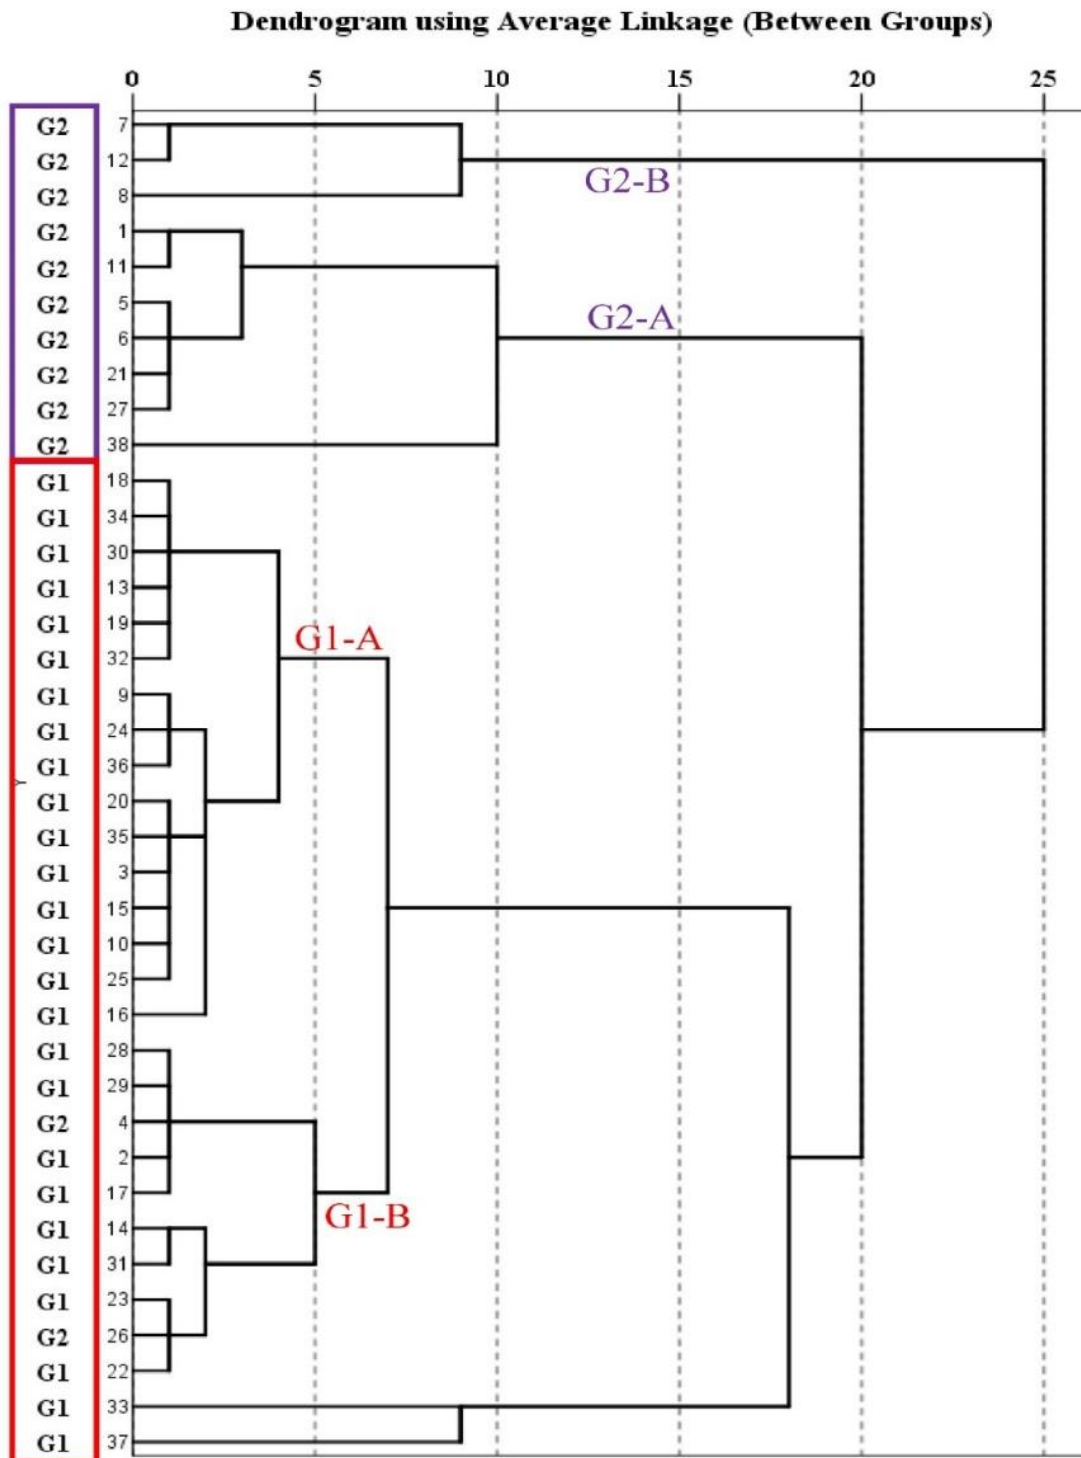 Dendrogram using Average Linkage (Between Groups)
0 5 10 15 20 25
G2 7
G2 12
G2-B
G2 8
G2 1
G2 11
G2 5
G2-A
G2 6
G2 21
G2 27
G2 38
G1 18
G1 34
G1 30
G1 13
G1 19
G1-A
G1 32
G1 9
G1 24
G1 36
Y
G1 20
G1 35
G1 3
G1 15
G1 10
G1 25
G1 16
G1 28
G1 29
G2 4
G1 2
G1 17
G1-B
G1 14
G1 31
G1 23
G2 26
G1 22
G1 33
G1 37